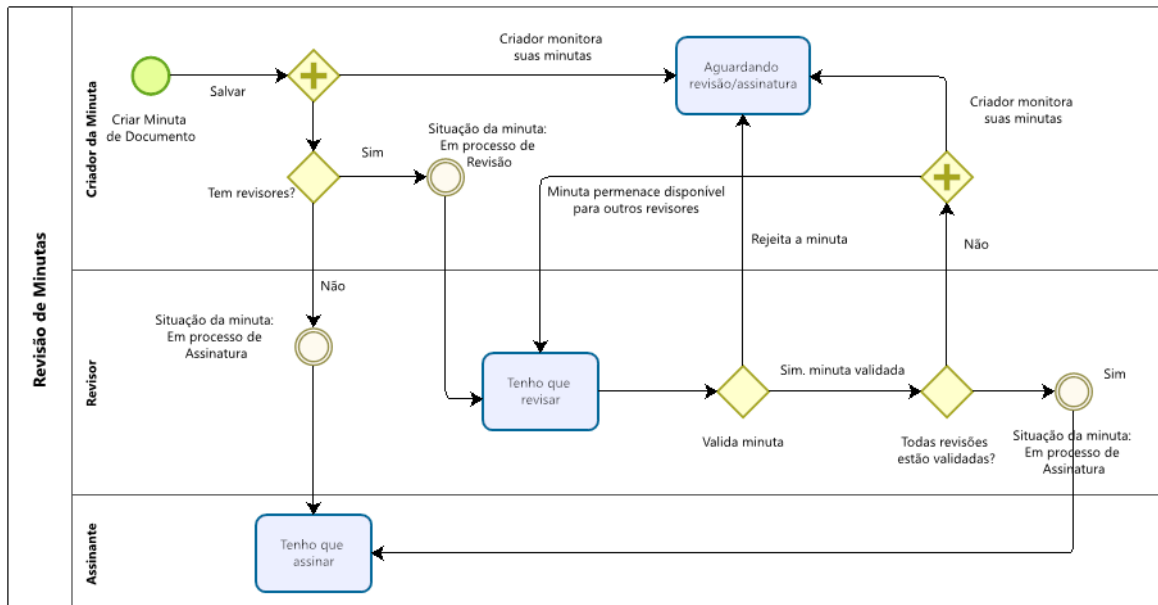 Revisão de Minutas
Criador da Minuta
Criar Minuta
de Documento
Salvar
Criador monitora
suas minutas
Aguardando
revisão/assinatura
Criador monitora
suas minutas
Tem revisores?
Sim
Situação da minuta:
Em processo de
Revisão
Minuta permenace disponível
para outros revisores
Rejeita a minuta
Não
Revisor
Não
Situação da minuta:
Em processo de
Assinatura
Tenho que
revisar
Valida minuta
Sim. minuta validada
Todas revisões
estão validadas?
Sim
Situação da minuta:
Em processo de
Assinatura
Assinante
Tenho que
assinar